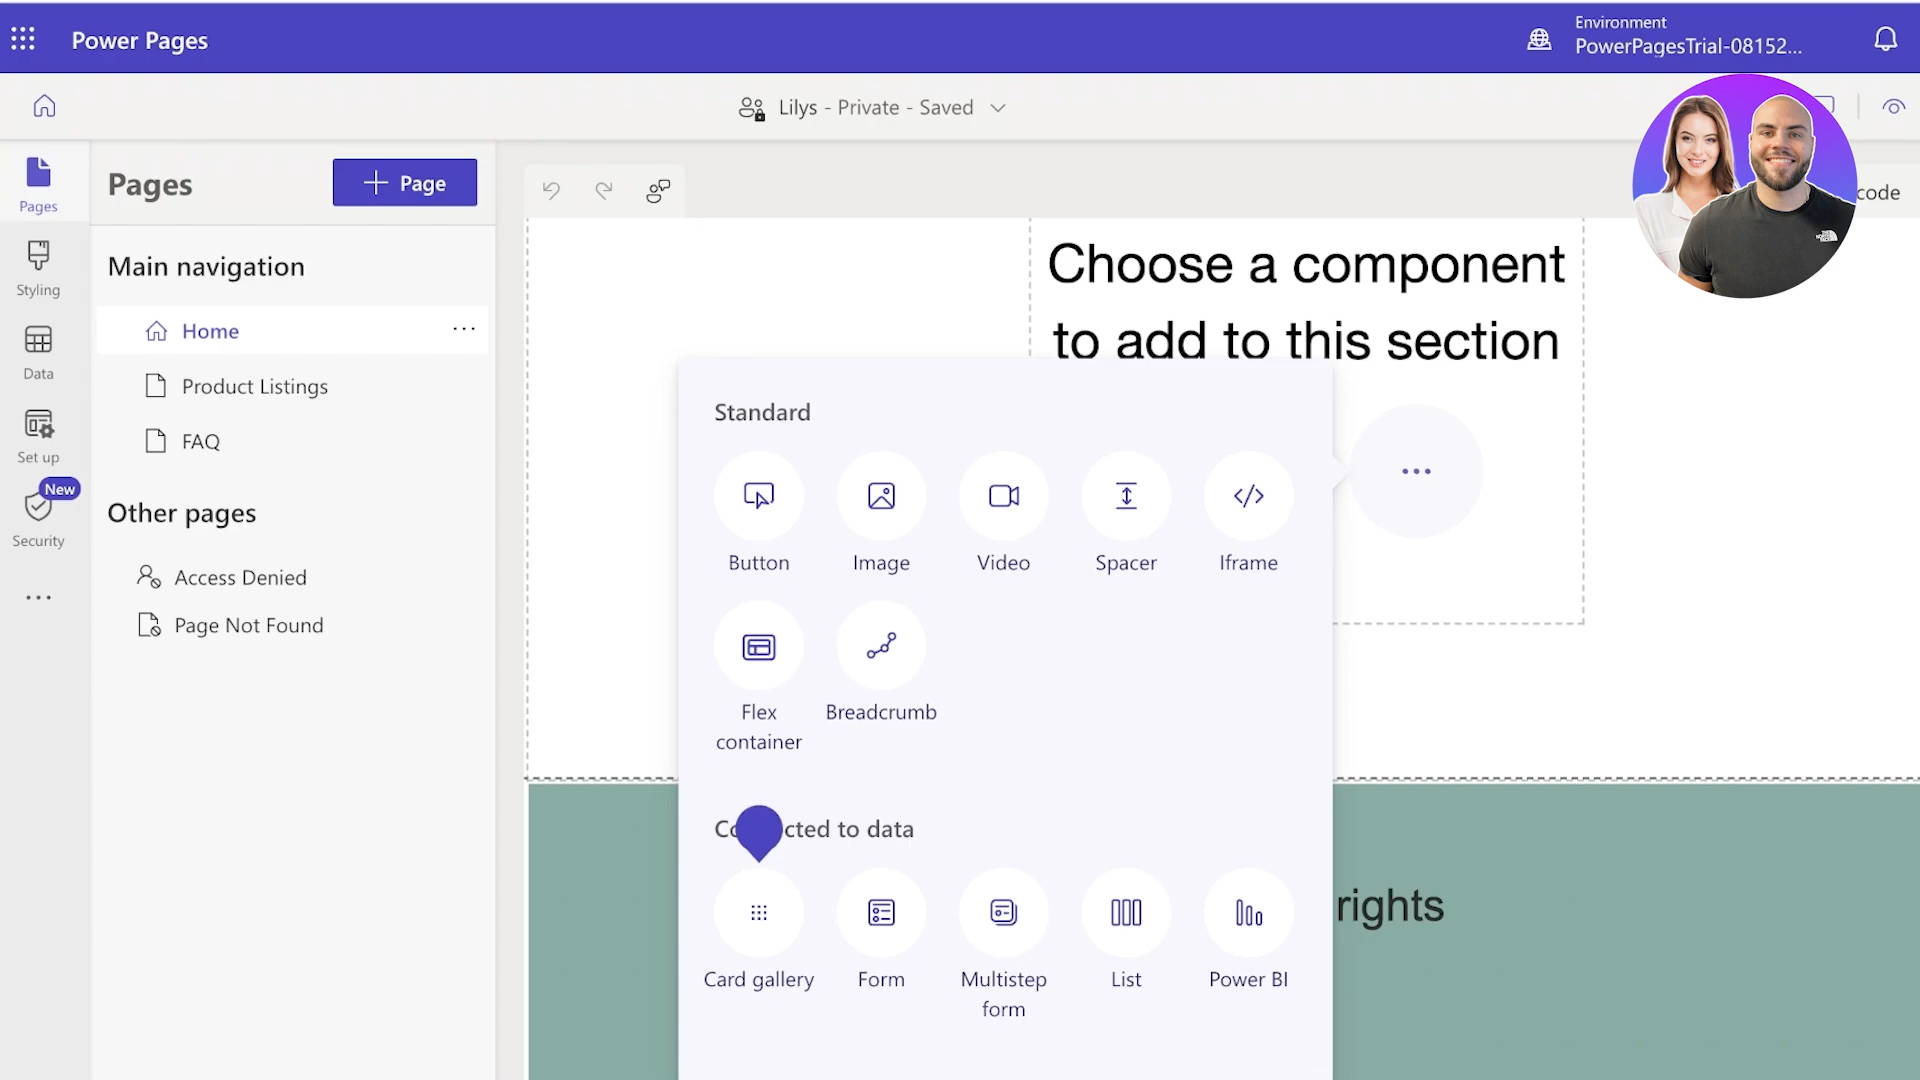 Power Pages
Environment
PowerPagesTrial-08152...
Lilys - Private - Saved
Pages
Styling
Data
Set up
New
Security
Pages
Page
Main navigation
Home
Product Listings
FAQ
Other pages
Access Denied
Page Not Found
code
Choose a component
to add to this section
Standard
Button
Image
Video
Spacer
Iframe
Flex
container
Breadcrumb
cted to data
Card gallery
Form
Multistep
form
List
Power BI
rights